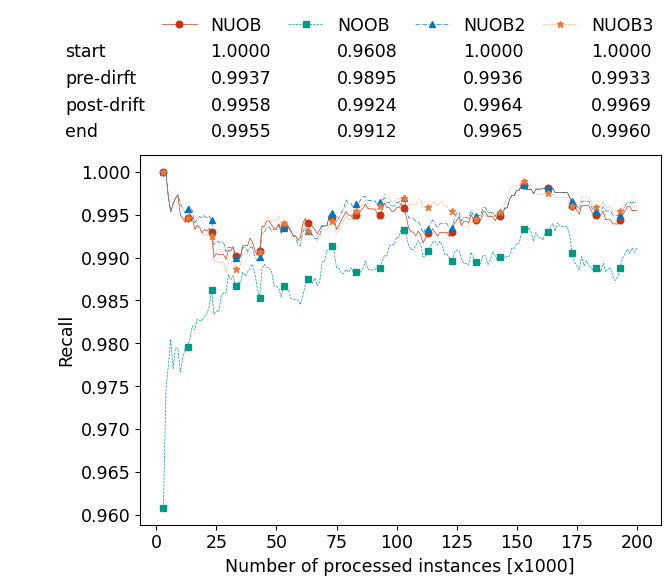 NUOB NOOB NUOB2 NUOB3
start 1.0000 0.9608 1.0000 1.0000
pre-dirft 0.9937 0.9895 0.9936 0.9933
post-drift 0.9958 0.9924 0.9964 0.9969
end 0.9955 0.9912 0.9965 0.9960
1.000
0.995
0.990
0.985
0.980
0.975
0.970
0.965
0.960
Recall
0 25 50 75 100 125 150 175 200
Number of processed instances [x1000]